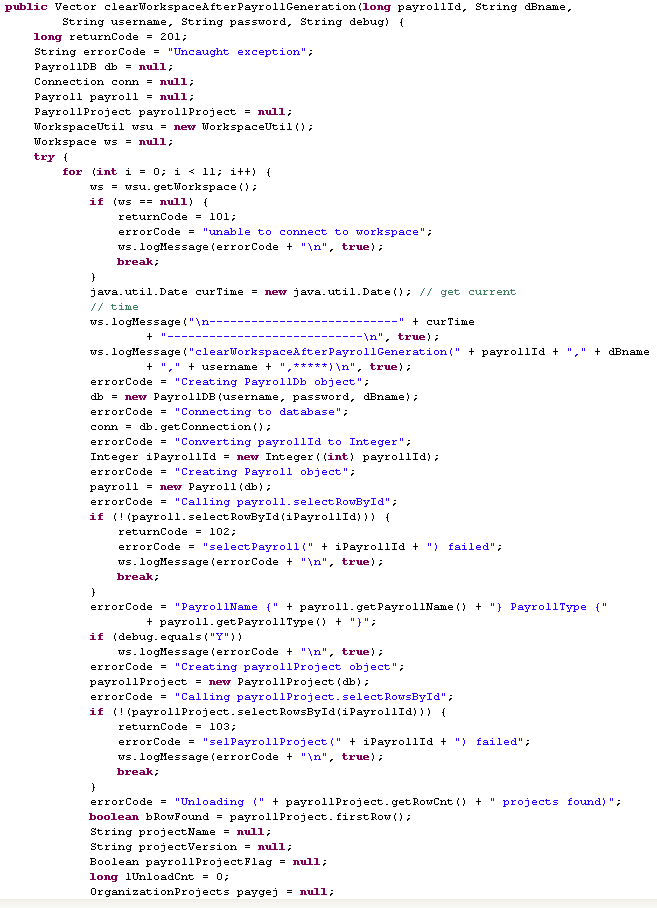 public Vector clearWorkspaceAfterPayrollGeneration(long payrollId, String dBname,
String username, String password, String debug) {
long returnCode = 201;
String errorCode = "Uncaught exception";
PayrollDB db = null;
Connection conn = null;
Payroll payroll = null;
PayrollProject payrollProject = null;
WorkspaceUtil wsu = new WorkspaceUtil();
Workspace ws = null;
try {
for (int i = 0; i < 11; i++) {
ws = wsu.getWorkspace();
if (ws == null) {
returnCode = 101;
errorCode = "unable to connect to workspace";
ws.logMessage(errorCode + "\n", true);
break;
}
java.util.Date curTime = new java.util.Date(); // get current
// time
ws.logMessage("\n---------------------------" + curTime
+ "----------------------------\n", true);
ws.logMessage("clearWorkspaceAfterPayrollGeneration(" + payrollId + "," + dBname
+ "," + username + ",*****)\n", true);
errorCode = "Creating PayrollDb object";
db = new PayrollDB(username, password, dBname);
errorCode = "Connecting to database";
conn = db.getConnection();
errorCode = "Converting payrollId to Integer";
Integer iPayrollId = new Integer((int) payrollId);
errorCode = "Creating Payroll object";
payroll = new Payroll(db);
errorCode = "Calling payroll.selectRowById";
if (!(payroll.selectRowById(iPayrollId))) {
returnCode = 102;
errorCode = "selectPayroll(" + iPayrollId + ") failed";
ws.logMessage(errorCode + "\n", true);
break;
}
errorCode = "PayrollName {" + payroll.getPayrollName() + "} PayrollType {"
+ payroll.getPayrollType() + "}";
if (debug.equals("Y"))
ws.logMessage(errorCode + "\n", true);
errorCode = "Creating payrollProject object";
payrollProject = new PayrollProject(db);
errorCode = "Calling payrollProject.selectRowsById";
if (!(payrollProject.selectRowsById(iPayrollId))) {
returnCode = 103;
errorCode = "selPayrollProject(" + iPayrollId + ") failed";
ws.logMessage(errorCode + "\n", true);
break;
}
errorCode = "Unloading (" + payrollProject.getRowCnt() + " projects found)";
boolean bRowFound = payrollProject.firstRow();
String projectName = null;
String projectVersion = null;
Boolean payrollProjectFlag = null;
long lUnloadCnt = 0;
OrganizationProjects paygej = null;